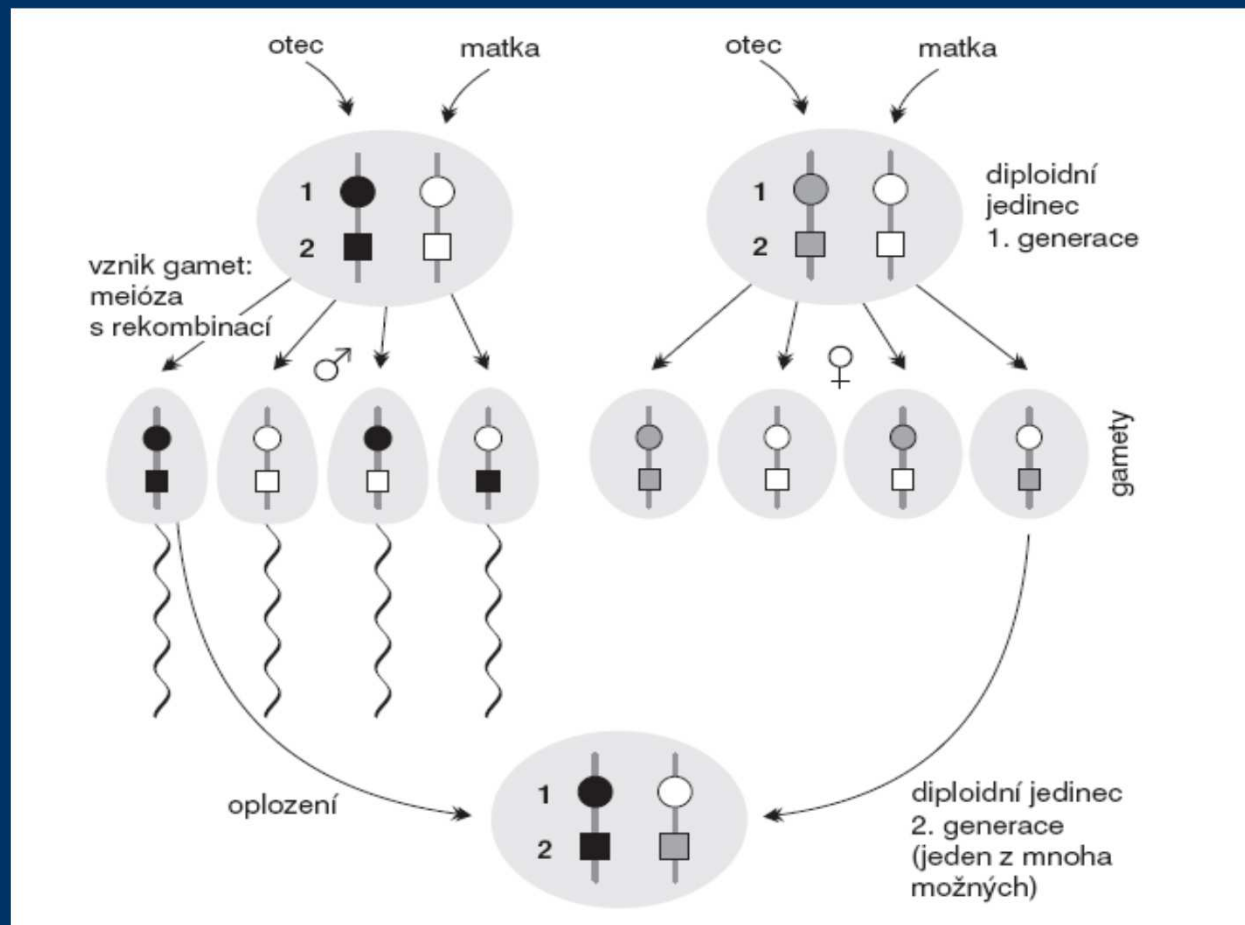 otec
matka
otec
matka
1
2
1
2
diploidní
jedinec
1. generace
vznik gamet:
meióza
s rekombinací
♂
♀
gamety
oplození
1
2
diploidní jedinec
2. generace
(jeden z mnoha
možných)